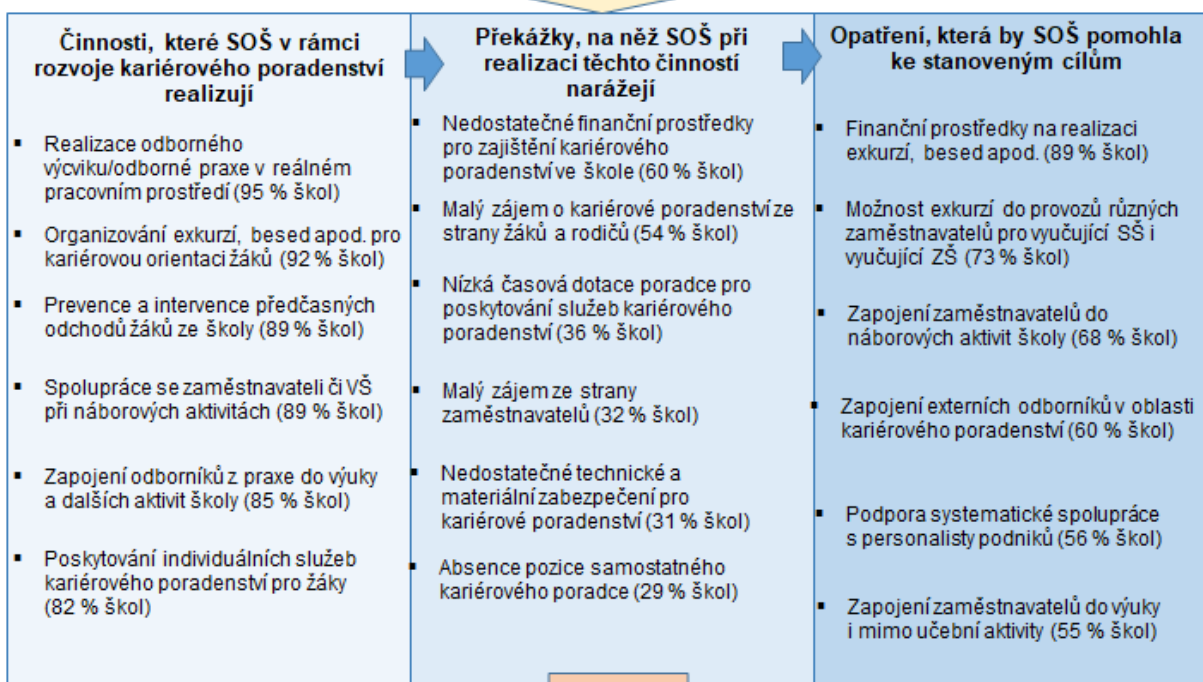 Činnosti, které SOŠ v rámci
rozvoje kariérového poradenství
realizují
▪ Realizace odborného
výcviku/odborné praxe v reálném
pracovním prostředí (95 % škol)
▪ Organizování exkurzí, besed apod. pro
kariérovou orientaci žáků (92 % škol)
▪ Prevence a intervence předčasných
odchodů žáků ze školy (89 % škol)
▪ Spolupráce se zaměstnavateli či VŠ
při náborových aktivitách (89 % škol)
▪ Zapojení odborníků z praxe do výuky
a dalších aktivit školy (85 % škol)
▪ Poskytování individuálních služeb
kariérového poradenství pro žáky
(82 % škol)
Překážky, na něž SOŠ při
realizaci těchto činností
narážejí
▪ Nedostatečné finanční prostředky
pro zajištění kariérového
poradenství ve škole (60 % škol)
▪ Malý zájem o kariérové poradenství ze
strany žáků a rodičů (54 % škol)
▪ Nízká časová dotace poradce pro
poskytování služeb kariérového
poradenství (36 % škol)
▪ Malý zájem ze strany
zaměstnavatelů (32 % škol)
▪ Nedostatečné technické a
materiální zabezpečení pro
kariérové poradenství (31 % škol)
▪ Absence pozice samostatného
kariérového poradce (29 % škol)
Opatření, která by SOŠ pomohla
ke stanoveným cílům
▪ Finanční prostředky na realizaci
exkurzí, besed apod. (89 % škol)
▪ Možnost exkurzí do provozů různých
zaměstnavatelů pro vyučující SŠ i
vyučující ZŠ (73 % škol)
▪ Zapojení zaměstnavatelů do
náborových aktivit školy (68 % škol)
▪ Zapojení externích odborníků v oblasti
kariérového poradenství (60 % škol)
▪ Podpora systematické spolupráce
s personalisty podniků (56 % škol)
▪ Zapojení zaměstnavatelů do výuky
i mimo učební aktivity (55 % škol)